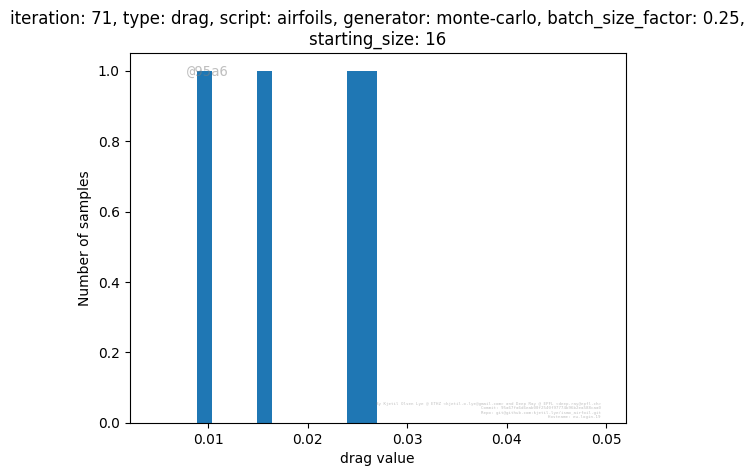 iteration: 71, type: drag, script: airfoils, generator: monte-carlo, batch_size_factor: 0.25,
starting_size: 16
@95a6
1.0
0.8
0.6
0.4
0.2
0.0
Number of samples
0.01
0.02
0.03
0.04
0.05
drag value